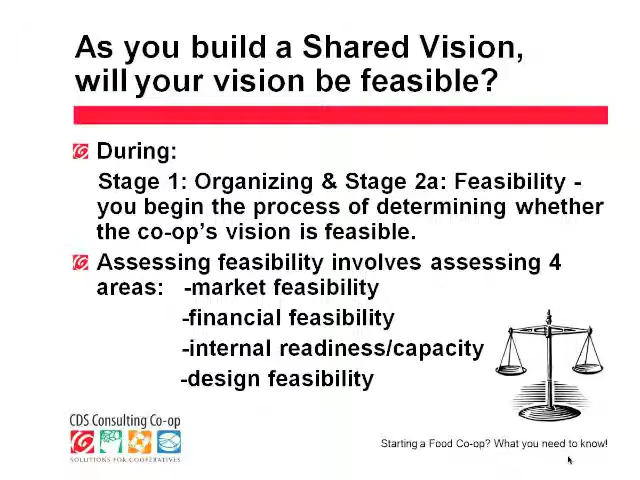 As you build a Shared Vision,
will your vision be feasible?
During:
Stage 1: Organizing & Stage 2a: Feasibility -
you begin the process of determining whether
the co-op's vision is feasible.
Assessing feasibility involves assessing 4
areas: -market feasibility
-financial feasibility
-internal readiness/capacity
-design feasibility
CDS Consulting Co-op
SOLUTIONS FOR COOPERATIVES
Starting a Food Co-op? What you need to know!